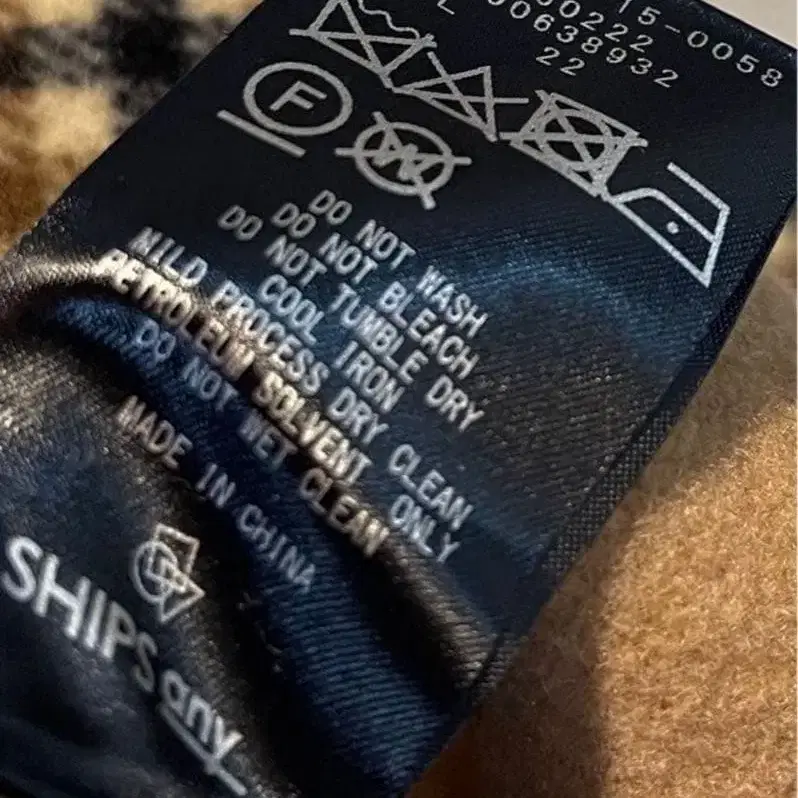 15-0058
00222
00638932
22
F
W
DO NOT WASH
DO NOT BLEACH
DO NOT TUMBLE DRY
COOL IRON
MILD PROCESS DRY CLEAN
PETROLEUM SOLVENT ONLY
DO NOT WET CLEAN
MADE IN CHINA
SHIPS any